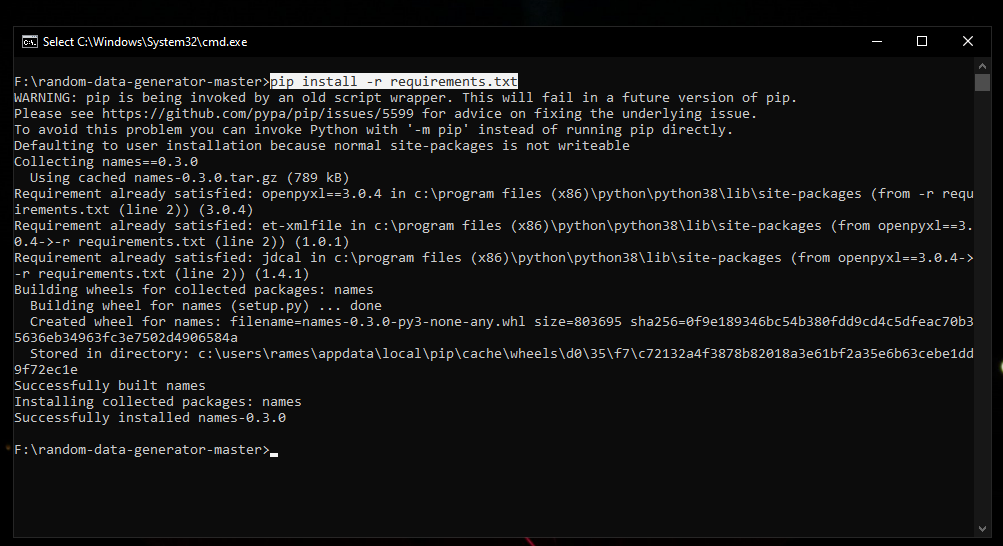 Select C:\Windows\System32\cmd.exe
F:\random-data-generator-master>pip install -r requirements.txt
WARNING: pip is being invoked by an old script wrapper. This will fail in a future version of pip.
Please see https://github.com/pypa/pip/issues/5599 for advice on fixing the underlying issue.
To avoid this problem you can invoke Python with '-m pip' instead of running pip directly.
Defaulting to user installation because normal site-packages is not writeable
Collecting names==0.3.0
  Using cached names-0.3.0.tar.gz (789 kB)
Requirement already satisfied: openpyxl==3.0.4 in c:\program files (x86)\python\python38\lib\site-packages (from -r requ
irements.txt (line 2)) (3.0.4)
Requirement already satisfied: et-xmlfile in c:\program files (x86)\python\python38\lib\site-packages (from openpyxl==3.
0.4->-r requirements.txt (line 2)) (1.0.1)
Requirement already satisfied: jdcal in c:\program files (x86)\python\python38\lib\site-packages (from openpyxl==3.0.4->
-r requirements.txt (line 2)) (1.4.1)
Building wheels for collected packages: names
  Building wheel for names (setup.py) ... done
  Created wheel for names: filename=names-0.3.0-py3-none-any.whl size=803695 sha256=0f9e189346bc54b380fdd9cd4c5dfeac70b3
5636eb34963fc3e7502d4906584a
  Stored in directory: c:\users\rames\appdata\local\pip\cache\wheels\d0\35\f7\c72132a4f3878b82018a3e61bf2a35e6b63cebe1dd
9f72ec1e
Successfully built names
Installing collected packages: names
Successfully installed names-0.3.0
F:\random-data-generator-master>